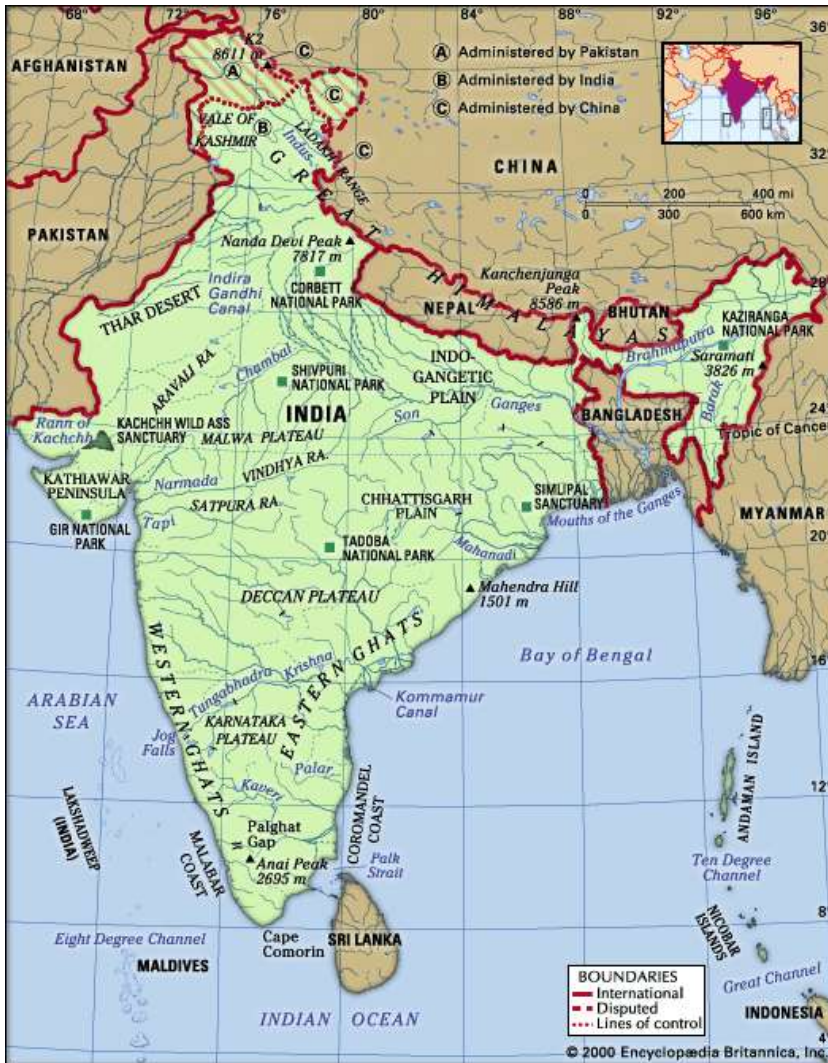 68
72
76
80
84
88
92
96
K2
8611 m
C
A Administered by Pakistan
B Administered by India
C Administered by China
AFGHANISTAN
A
C
VALE OF
KASHMIR
B
Indus
LADAKH RANGE
C
32
CHINA
0 200 400 mi
0 300 600 km
PAKISTAN
GREAT HIMALAYAS
Nanda Devi Peak
7817 m
CORBETT
NATIONAL PARK
Indira
Gandhi
Canal
THAR DESERT
NEPAL
Kanchenjunga
Peak
8586 m
BHUTAN
28
KAZIRANGA
NATIONAL PARK
Brahmaputra
Saramati
3826 m
ARAVALI RA.
Chambal
SHIVPURI
NATIONAL PARK
INDO-
GANGETIC
PLAIN
INDIA
Son
Ganges
BANGLADESH
Barak
24
Tropic of Cancer
Rann of
Kachchh
KACHCHH WILD ASS
SANCTUARY
MALWA PLATEAU
VINDHYA RA.
KATHIAWAR
PENINSULA
Narmada
SATPURA RA.
CHHATTISGARH
PLAIN
SIMLIPAL
SANCTUARY
Mouths of the Ganges
MYANMAR
GIR NATIONAL
PARK
Tapi
TADOBA
NATIONAL PARK
Mahanadi
20
Mahendra Hill
1501 m
DECCAN PLATEAU
WESTERN GHATS
EASTERN GHATS
Bay of Bengal
16
ARABIAN
SEA
Tungabhadra
Krishna
Kommamur
Canal
Jog
Falls
KARNATAKA
PLATEAU
Palar
Kaveri
LAKSHADWEEP
(INDIA)
MALABAR
COAST
COROMANDEL
COAST
12
ANDAMAN ISLAND
Palghat
Gap
Anai Peak
2695 m
Palk
Strait
Ten Degree
Channel
Eight Degree Channel
MALDIVES
Cape
Comorin
SRI LANKA
NICOBAR
ISLANDS
8
Great Channel
INDONESIA
INDIAN OCEAN
BOUNDARIES
International
Disputed
Lines of control
4
© 2000 Encyclopædia Britannica, Inc.